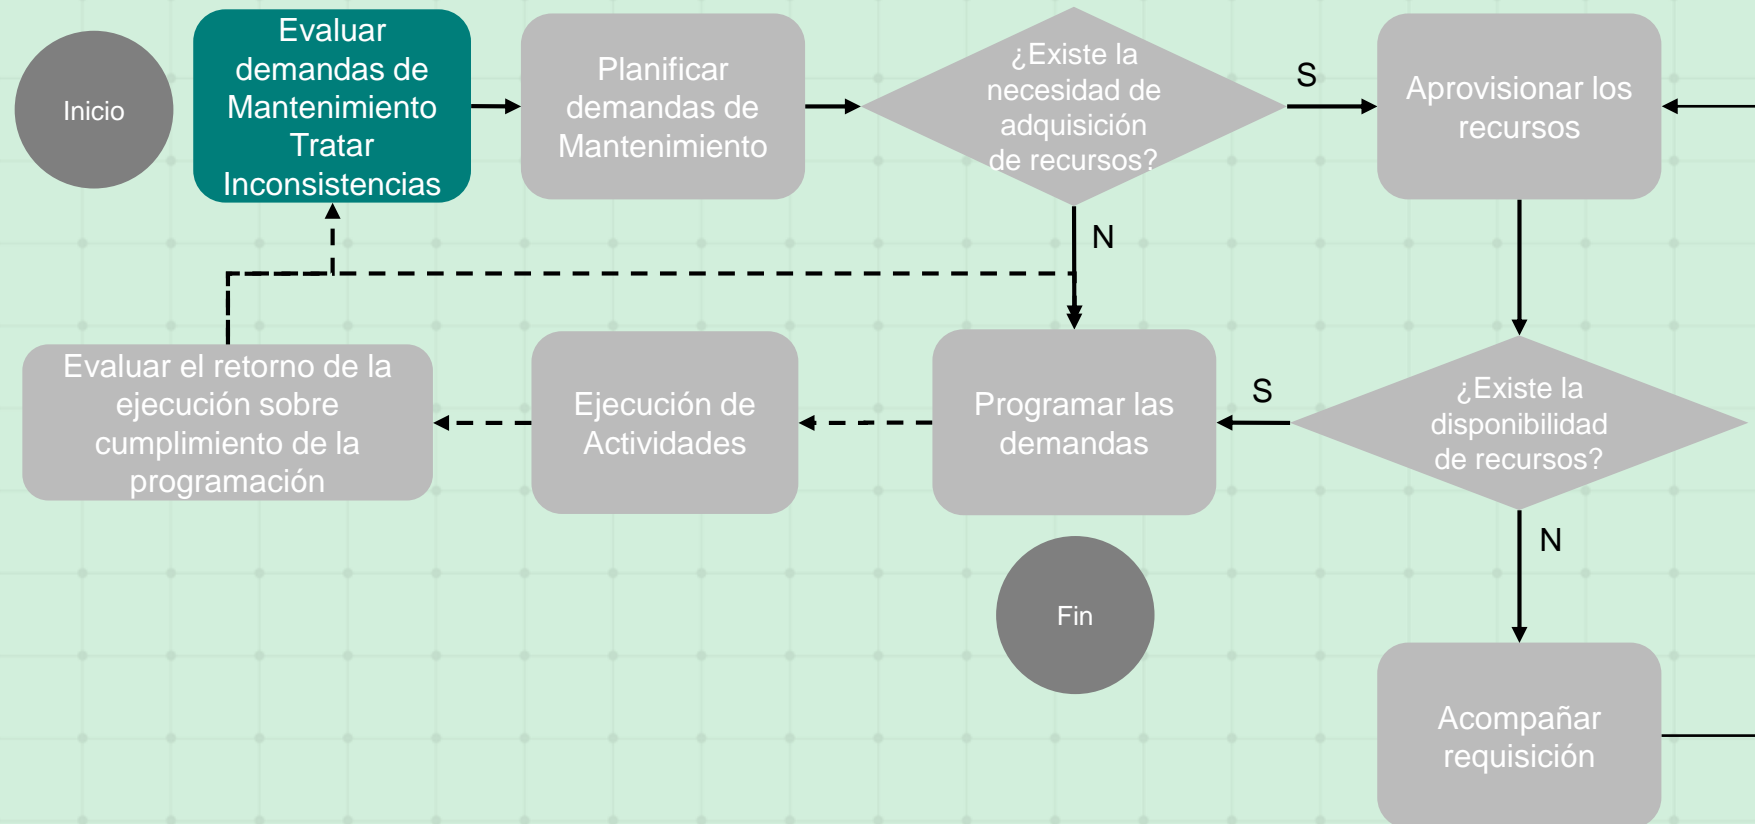 Inicio
Evaluar
demandas de
Mantenimiento
Tratar
Inconsistencias
Planificar
demandas de
Mantenimiento
¿Existe la
necesidad de
adquisición
de recursos?
S
Aprovisionar los
recursos
N
Evaluar el retorno de la
ejecución sobre
cumplimiento de la
programación
Ejecución de
Actividades
Programar las
demandas
S
¿Existe la
disponibilidad
de recursos?
N
Fin
Acompañar
requisición